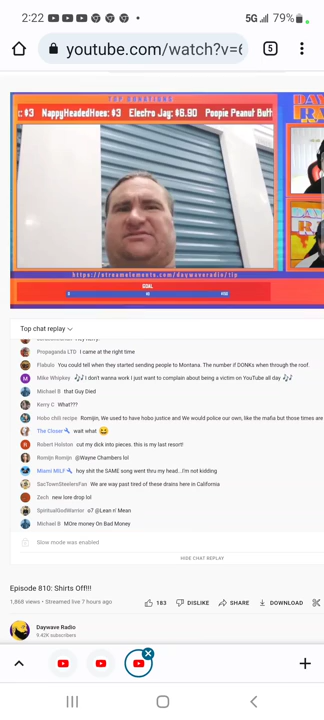 2:22
5G 79%
youtube.com/watch?v=6
5
TOP DONATIONS
: $3 NappyHeadedHoes: $3 Electro Jay: $6.90 Poopie Peanut Butt
https://streamelements.com/daywaveradio/tip
GOAL
0
Top chat replay
Propaganda LTD I came at the right time
Flabulo You could tell when they started sending people to Montana. The number if DONKs when through the roof.
Mike Whipkey 🎶I don't wanna work I just want to complain about being a victim on YouTube all day 🎶
Michael B that Guy Died
Kerry C What???
Hobo chili recips Romijn, We used to have hobo justice and We would police our own, like the mafia but those times are
The Closer wait what 😄
Robert Holston cut my dick into pieces. this is my last resort!
Romijn Romijn @Wayne Chambers lol
Miami MILF hoy shit the SAME song went thru my head...I'm not kidding
SacTownSteelersFan We are way past tired of these drains here in California
Zech new lore drop lol
SpiritualGodWarrior o7 @Lean n' Mean
Michael B MOre money On Bad Money
Slow mode was enabled
HIDE CHAT REPLAY
Episode 810: Shirts Off!!!
1,868 views • Streamed live 7 hours ago
183 DISLIKE SHARE DOWNLOAD
Daywave Radio
9.42K subscribers